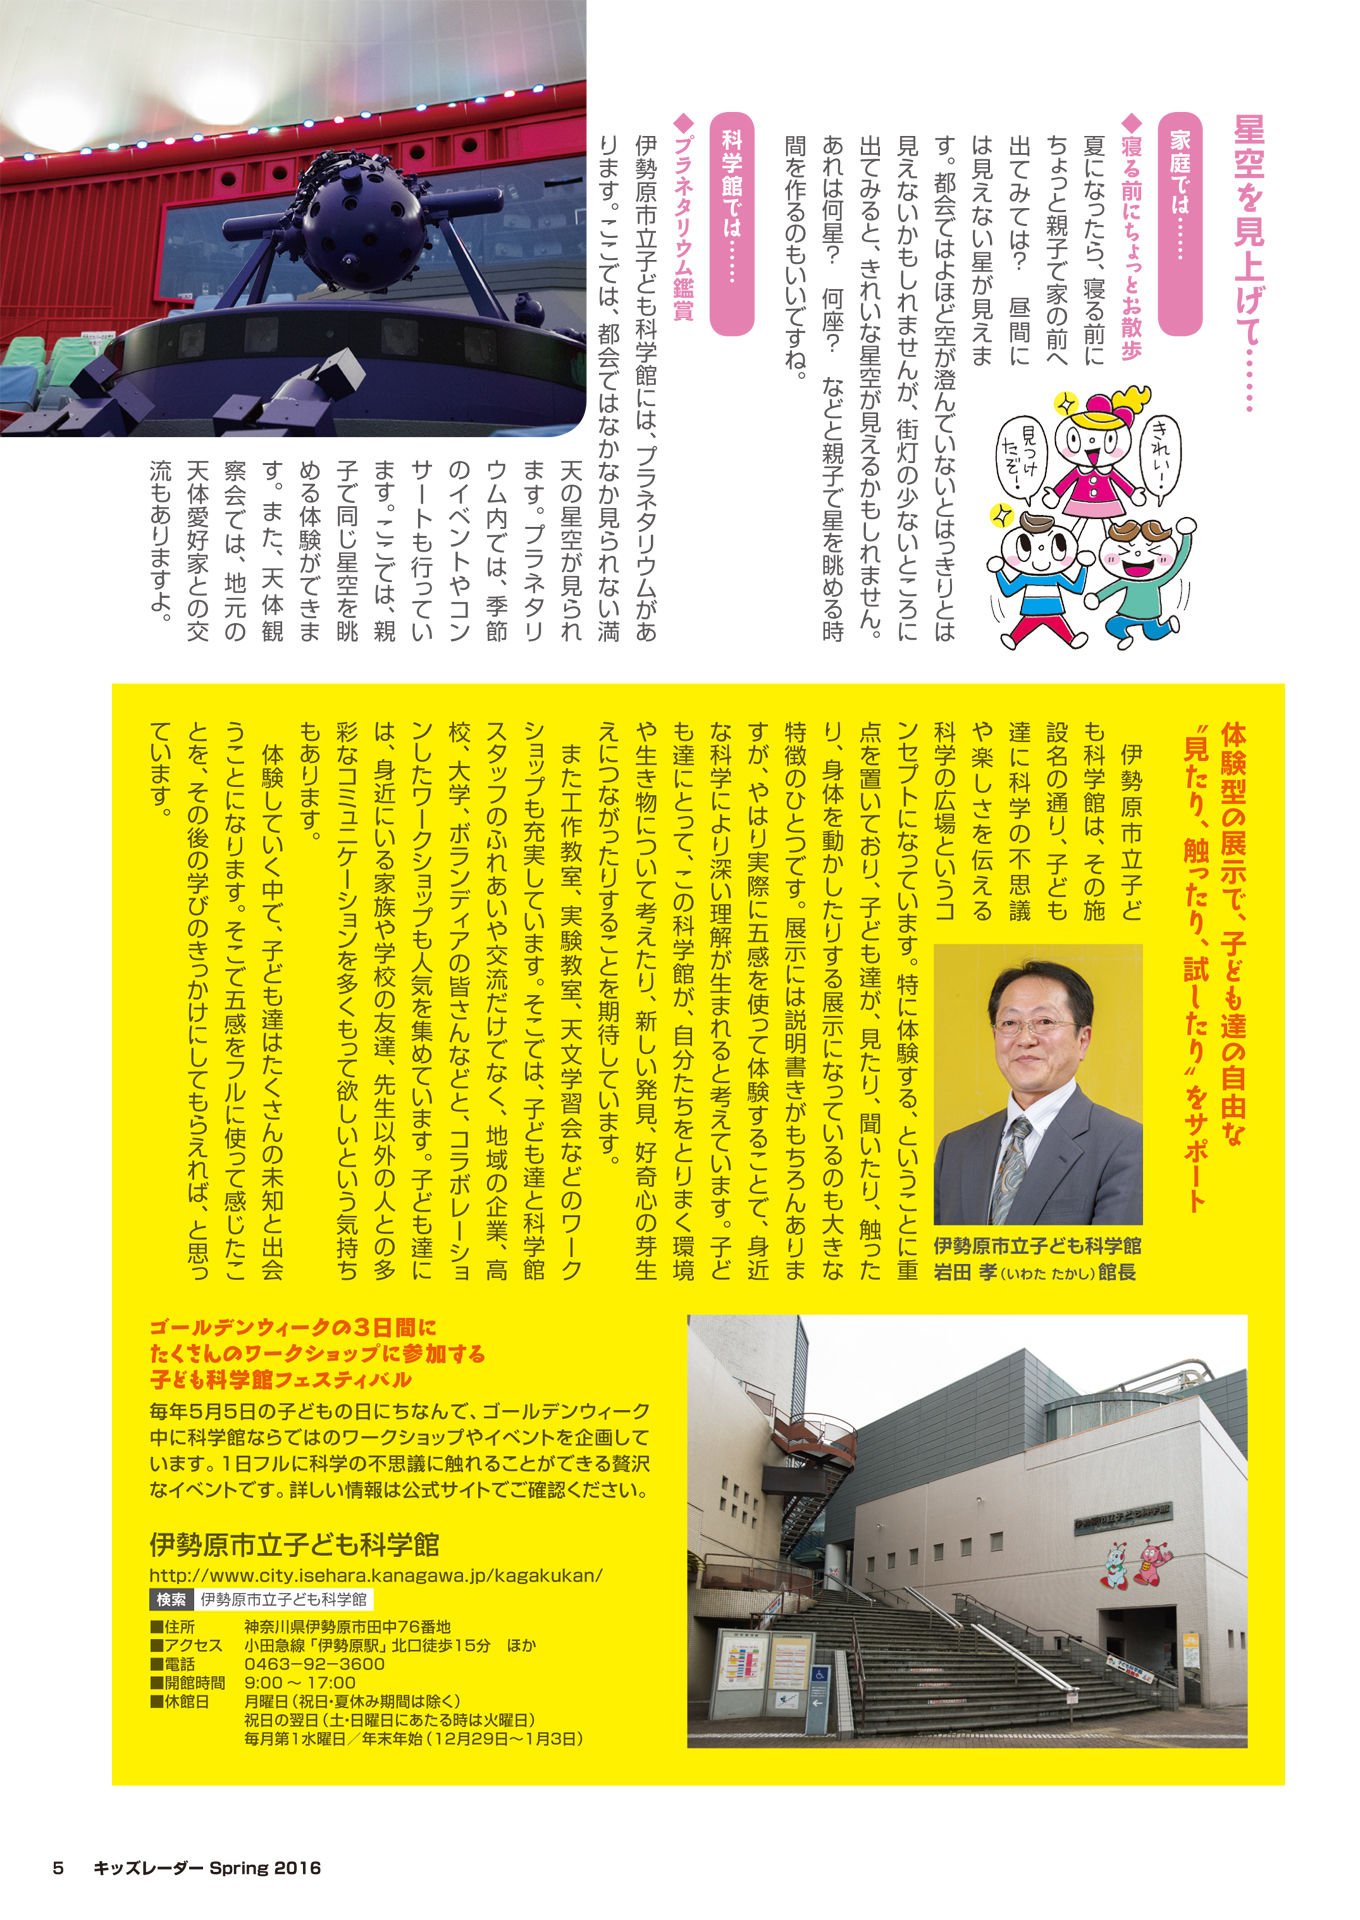 星空を見上げて……
家庭では……
◆寝る前にちょっとお散歩
夏になったら、寝る前に
ちょっと親子で家の前へ
出てみては？　昼間に
は見えない星が見えま
す。都会ではよほど空が澄んでいないとはっきりとは
見えないかもしれませんが、街灯の少ないところに
出てみると、きれいな星空が見えるかもしれません。
あれは何星？　何座？　などと親子で星を眺める時
間を作るのもいいですね。
きれい！
見つけ
たぞ！
科学館では……
◆プラネタリウム鑑賞
伊勢原市立子ども科学館には、プラネタリウムがあ
ります。ここでは、都会ではなかなか見られない満
天の星空が見られ
ます。プラネタリ
ウム内では、季節
のイベントやコン
サートも行ってい
ます。ここでは、親
子で同じ星空を眺
める体験ができま
す。また、天体観
察会では、地元の
天体愛好家との交
流もありますよ。
体験型の展示で、子ども達の自由な
〝見たり、触ったり、試したり〟をサポート
伊勢原市立子ど
も科学館は、その施
設名の通り、子ども
達に科学の不思議
や楽しさを伝える
科学の広場というコ
ンセプトになっています。特に体験する、ということに重
点を置いており、子ども達が、見たり、聞いたり、触った
り、身体を動かしたりする展示になっているのも大きな
特徴のひとつです。展示には説明書きがもちろんありま
すが、やはり実際に五感を使って体験することで、身近
な科学により深い理解が生まれると考えています。子ど
も達にとって、この科学館が、自分たちをとりまく環境
や生き物について考えたり、新しい発見、好奇心の芽生
えにつながったりすることを期待しています。
また工作教室、実験教室、天文学習会などのワーク
ショップも充実しています。そこでは、子ども達と科学館
スタッフのふれあいや交流だけでなく、地域の企業、高
校、大学、ボランティアの皆さんなどと、コラボレーショ
ンしたワークショップも人気を集めています。子ども達に
は、身近にいる家族や学校の友達、先生以外の人との多
彩なコミュニケーションを多くもって欲しいという気持ち
もあります。
体験していく中で、子ども達はたくさんの未知と出会
うことになります。そこで五感をフルに使って感じたこ
とを、その後の学びのきっかけにしてもらえれば、と思っ
ています。
伊勢原市立子ども科学館
岩田 孝（いわた たかし）館長
ゴールデンウィークの3日間に
たくさんのワークショップに参加する
子ども科学館フェスティバル
毎年5月5日の子どもの日にちなんで、ゴールデンウィーク
中に科学館ならではのワークショップやイベントを企画して
います。1日フルに科学の不思議に触れることができる贅沢
なイベントです。詳しい情報は公式サイトでご確認ください。
伊勢原市立子ども科学館
http://www.city.isehara.kanagawa.jp/kagakukan/
検索 伊勢原市立子ども科学館
■住所 神奈川県伊勢原市田中76番地
■アクセス 小田急線「伊勢原駅」北口徒歩15分　ほか
■電話 0463−92−3600
■開館時間 9:00 〜 17:00
■休館日 月曜日（祝日・夏休み期間は除く）
祝日の翌日（土・日曜日にあたる時は火曜日）
毎月第1水曜日／年末年始（12月29日〜1月3日）
伊勢原市立子ども科学館
5 キッズレーダー Spring 2016